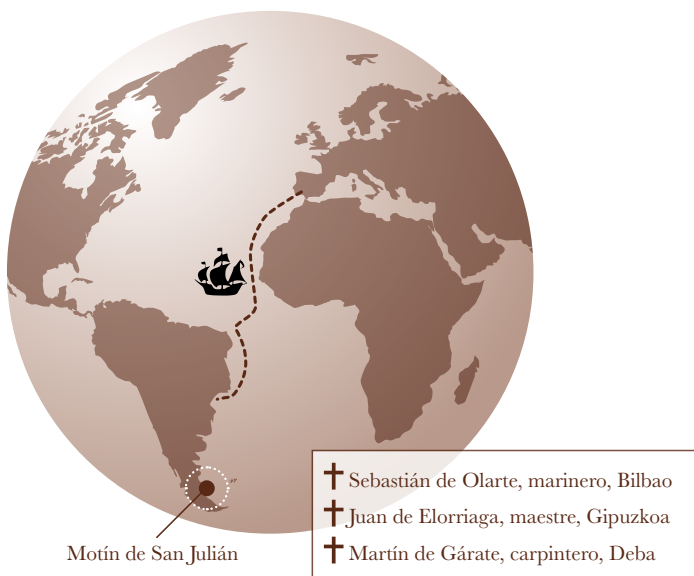 Sebastián de Olarte, marinero, Bilbao
Juan de Elorriaga, maestre, Gipuzkoa
Martín de Gárate, carpintero, Deba
Motín de San Julián